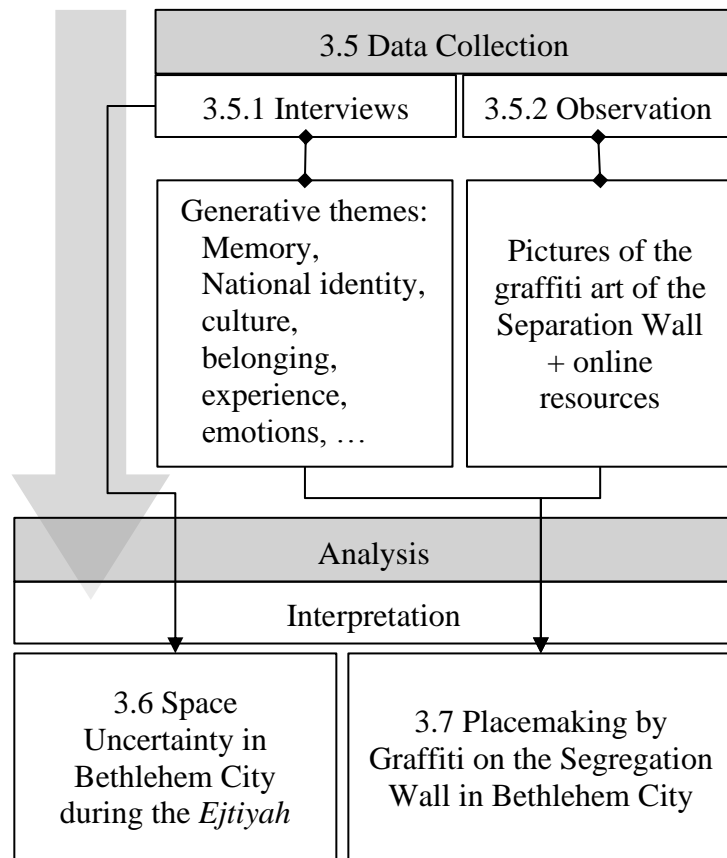 3.5 Data Collection
3.5.1 Interviews
3.5.2 Observation
Generative themes:
Memory,
National identity,
culture,
belonging,
experience,
emotions, …
Pictures of the
graffiti art of the
Separation Wall
+ online
resources
Analysis
Interpretation
3.6 Space
Uncertainty in
Bethlehem City
during the Ejtiyah
3.7 Placemaking by
Graffiti on the Segregation
Wall in Bethlehem City